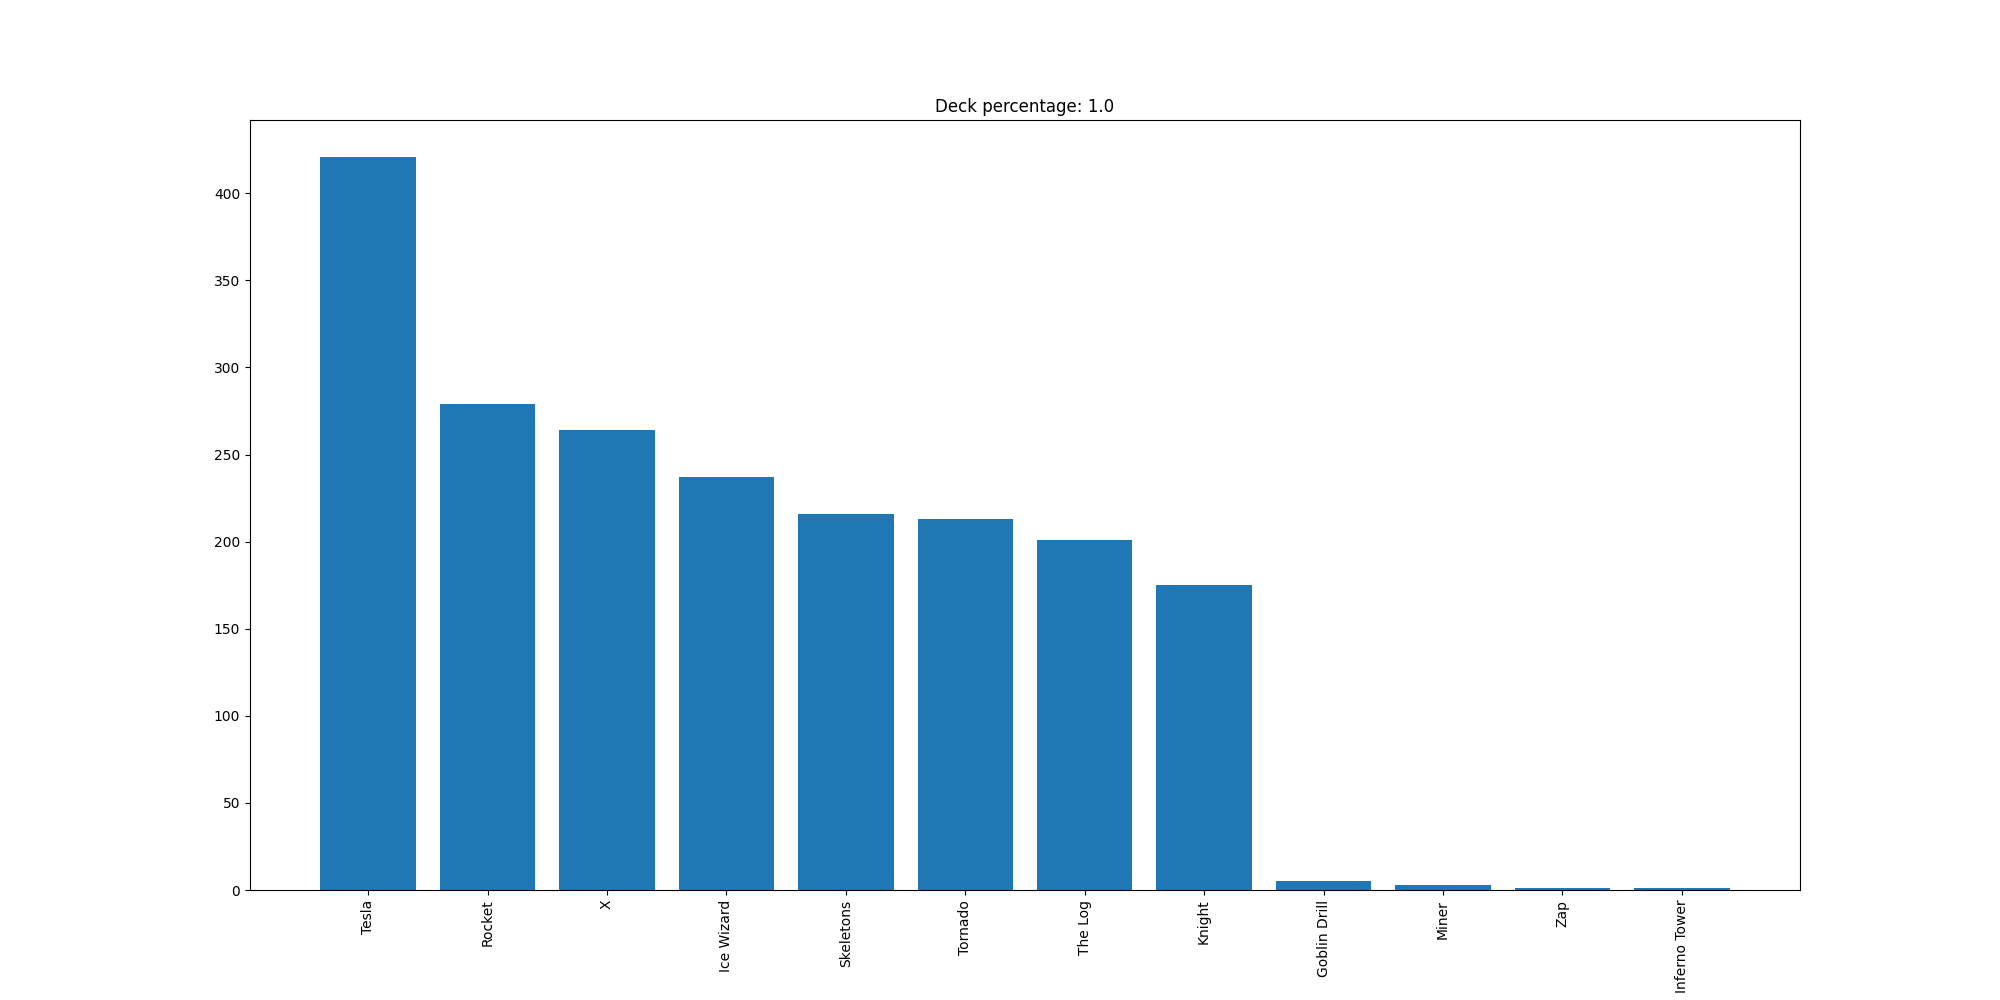 Deck percentage: 1.0
400
350
300
250
200
150
100
50
0
Tesla
Rocket
X
Ice Wizard
Skeletons
Tornado
The Log
Knight
Goblin Drill
Miner
Zap
Inferno Tower